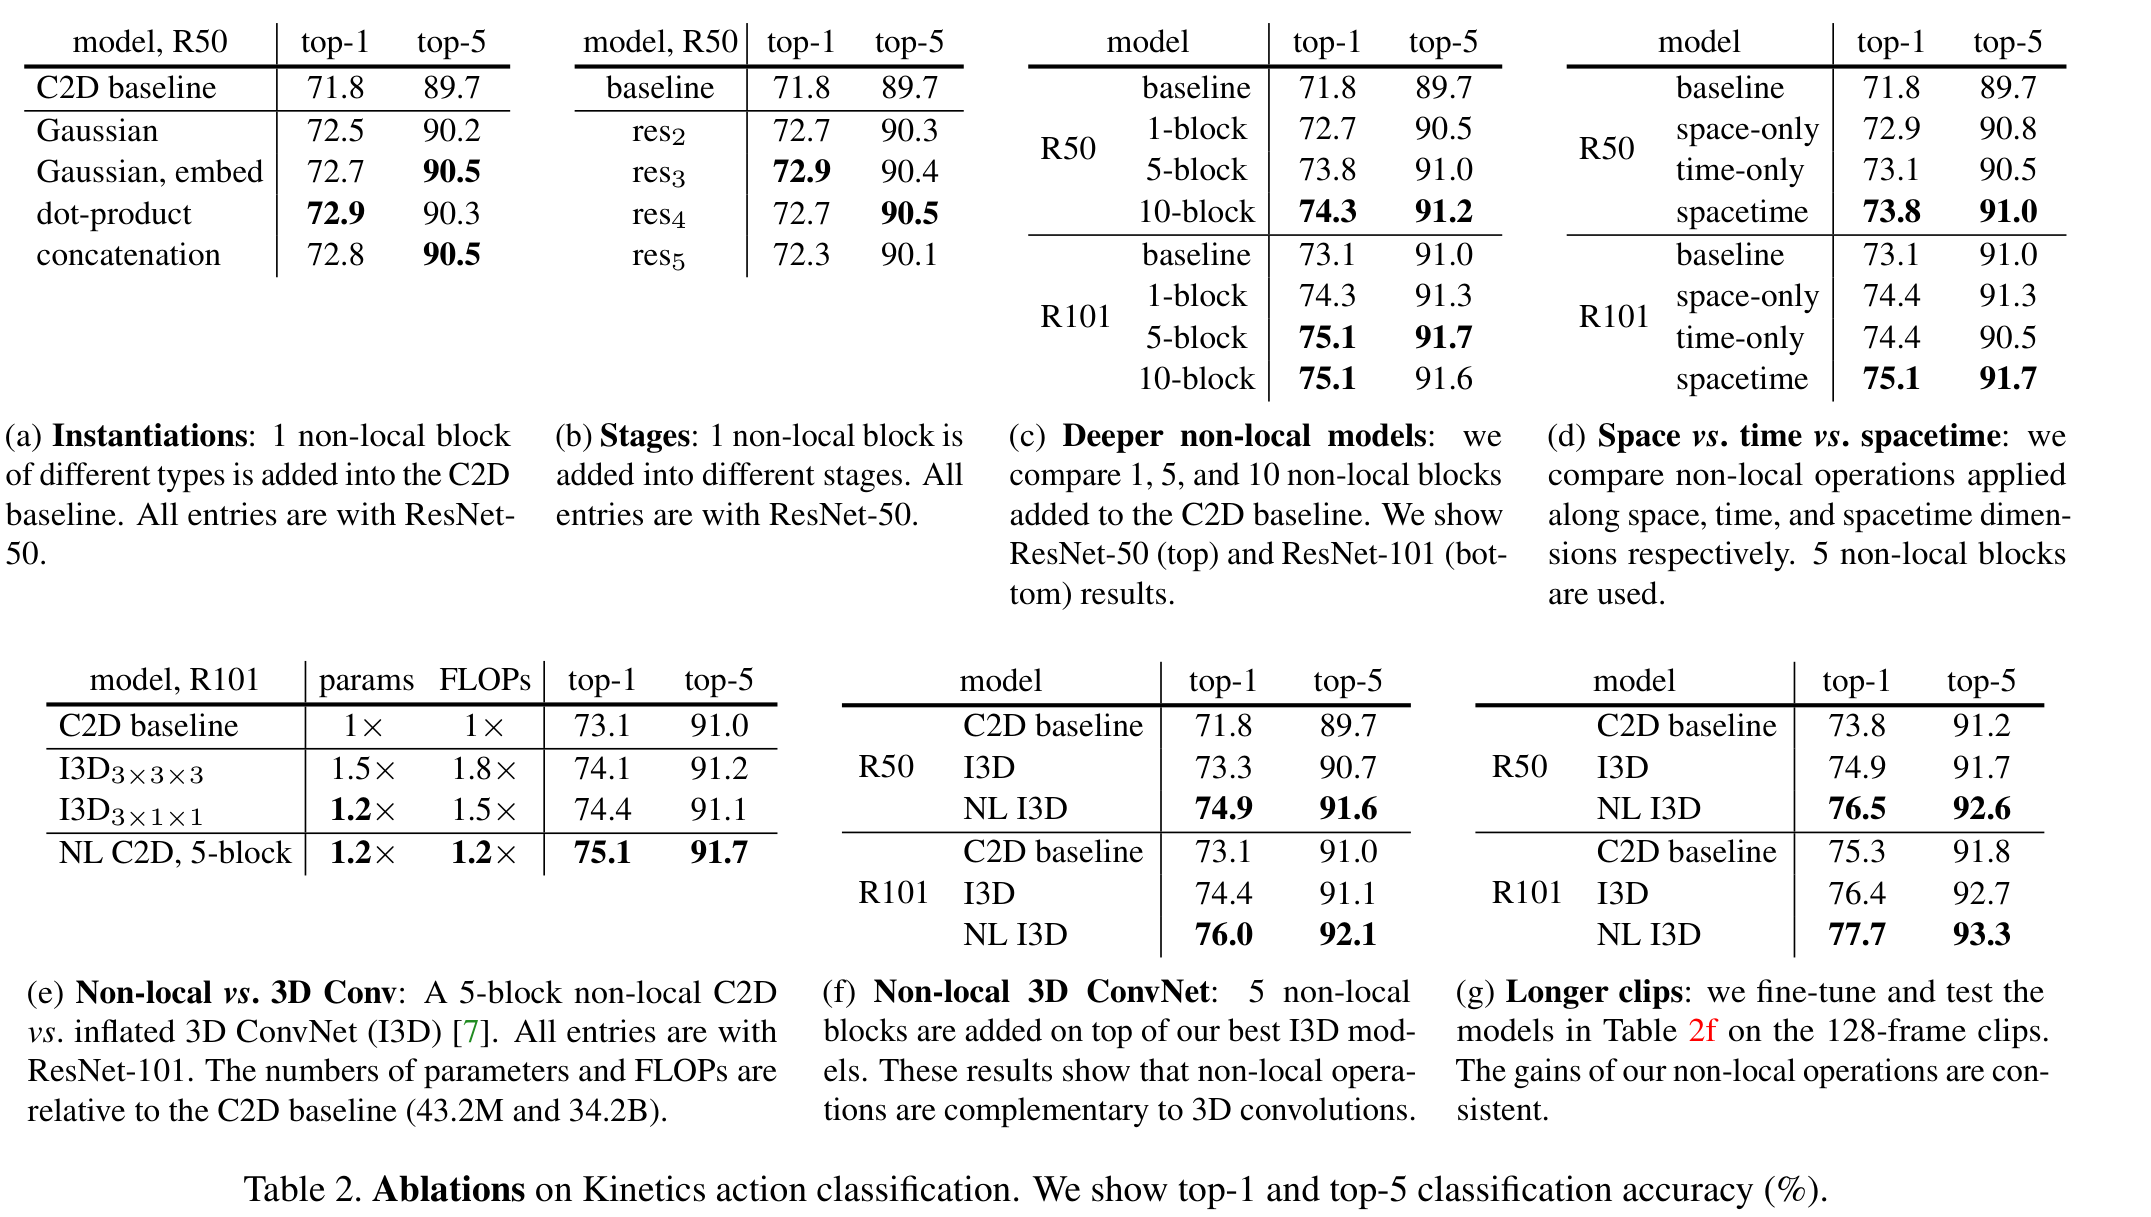 model, R50 top-1 top-5
C2D baseline 71.8 89.7
Gaussian 72.5 90.2
Gaussian, embed 72.7 90.5
dot-product 72.9 90.3
concatenation 72.8 90.5
(a) Instantiations: 1 non-local block
of different types is added into the C2D
baseline. All entries are with ResNet-
50.
model, R50 top-1 top-5
baseline 71.8 89.7
res2 72.7 90.3
res3 72.9 90.4
res4 72.7 90.5
res5 72.3 90.1
(b) Stages: 1 non-local block is
added into different stages. All
entries are with ResNet-50.
model top-1 top-5
baseline 71.8 89.7
1-block 72.7 90.5
R50
5-block 73.8 91.0
10-block 74.3 91.2
baseline 73.1 91.0
1-block 74.3 91.3
R101
5-block 75.1 91.7
10-block 75.1 91.6
(c) Deeper non-local models: we
compare 1, 5, and 10 non-local blocks
added to the C2D baseline. We show
ResNet-50 (top) and ResNet-101 (bot-
tom) results.
model top-1 top-5
baseline 71.8 89.7
space-only 72.9 90.8
R50
time-only 73.1 90.5
spacetime 73.8 91.0
baseline 73.1 91.0
space-only 74.4 91.3
R101
time-only 74.4 90.5
spacetime 75.1 91.7
(d) Space vs. time vs. spacetime: we
compare non-local operations applied
along space, time, and spacetime dimen-
sions respectively. 5 non-local blocks
are used.
model, R101 params FLOPs top-1 top-5
C2D baseline 1× 1× 73.1 91.0
I3D3×3×3 1.5× 1.8× 74.1 91.2
I3D3×1×1 1.2× 1.5× 74.4 91.1
NL C2D, 5-block 1.2× 1.2× 75.1 91.7
(e) Non-local vs. 3D Conv: A 5-block non-local C2D
vs. inflated 3D ConvNet (I3D) [7]. All entries are with
ResNet-101. The numbers of parameters and FLOPs are
relative to the C2D baseline (43.2M and 34.2B).
model top-1 top-5
C2D baseline 71.8 89.7
R50 I3D 73.3 90.7
NL I3D 74.9 91.6
C2D baseline 73.1 91.0
R101 I3D 74.4 91.1
NL I3D 76.0 92.1
(f) Non-local 3D ConvNet: 5 non-local
blocks are added on top of our best I3D mod-
els. These results show that non-local opera-
tions are complementary to 3D convolutions.
model top-1 top-5
C2D baseline 73.8 91.2
R50 I3D 74.9 91.7
NL I3D 76.5 92.6
C2D baseline 75.3 91.8
R101 I3D 76.4 92.7
NL I3D 77.7 93.3
(g) Longer clips: we fine-tune and test the
models in Table 2f on the 128-frame clips.
The gains of our non-local operations are con-
sistent.
Table 2. Ablations on Kinetics action classification. We show top-1 and top-5 classification accuracy (%).